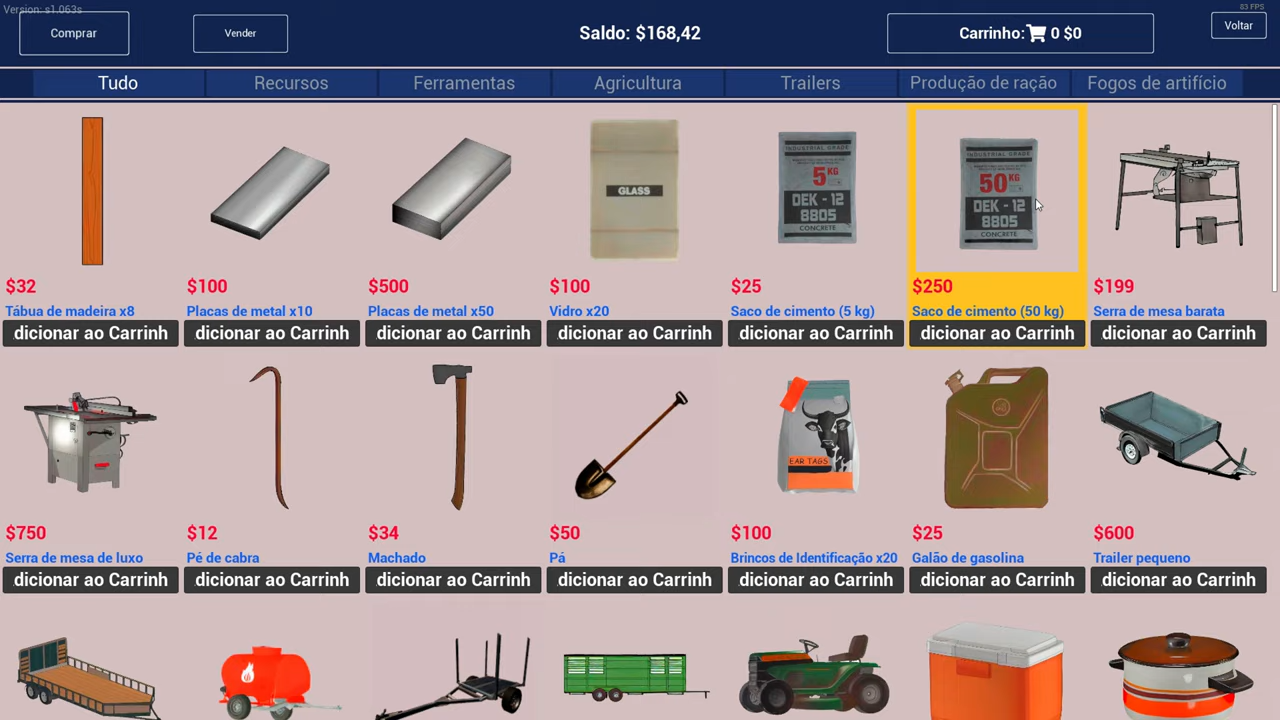 Version: s1.063s
83 FPS
Comprar
Vender
Saldo: $168,42
Carrinho: 0 $0
Voltar
Tudo
Recursos
Ferramentas
Agricultura
Trailers
Produção de ração
Fogos de artifício
GLASS
INDUSTRIAL GRADE
5KG
DEK - 12
8805
CONCRETE
INDUSTRIAL GRADE
50KG
DEK - 12
8805
CONCRETE
$32
$100
$500
$100
$25
$250
$199
Tábua de madeira x8
Placas de metal x10
Placas de metal x50
Vidro x20
Saco de cimento (5 kg)
Saco de cimento (50 kg)
Serra de mesa barata
dicionar ao Carrinh
dicionar ao Carrinh
dicionar ao Carrinh
dicionar ao Carrinh
dicionar ao Carrinh
dicionar ao Carrinh
dicionar ao Carrinh
EAR TAGS
$750
$12
$34
$50
$100
$25
$600
Serra de mesa de luxo
Pé de cabra
Machado
Pá
Brincos de Identificação x20
Galão de gasolina
Trailer pequeno
dicionar ao Carrinh
dicionar ao Carrinh
dicionar ao Carrinh
dicionar ao Carrinh
dicionar ao Carrinh
dicionar ao Carrinh
dicionar ao Carrinh